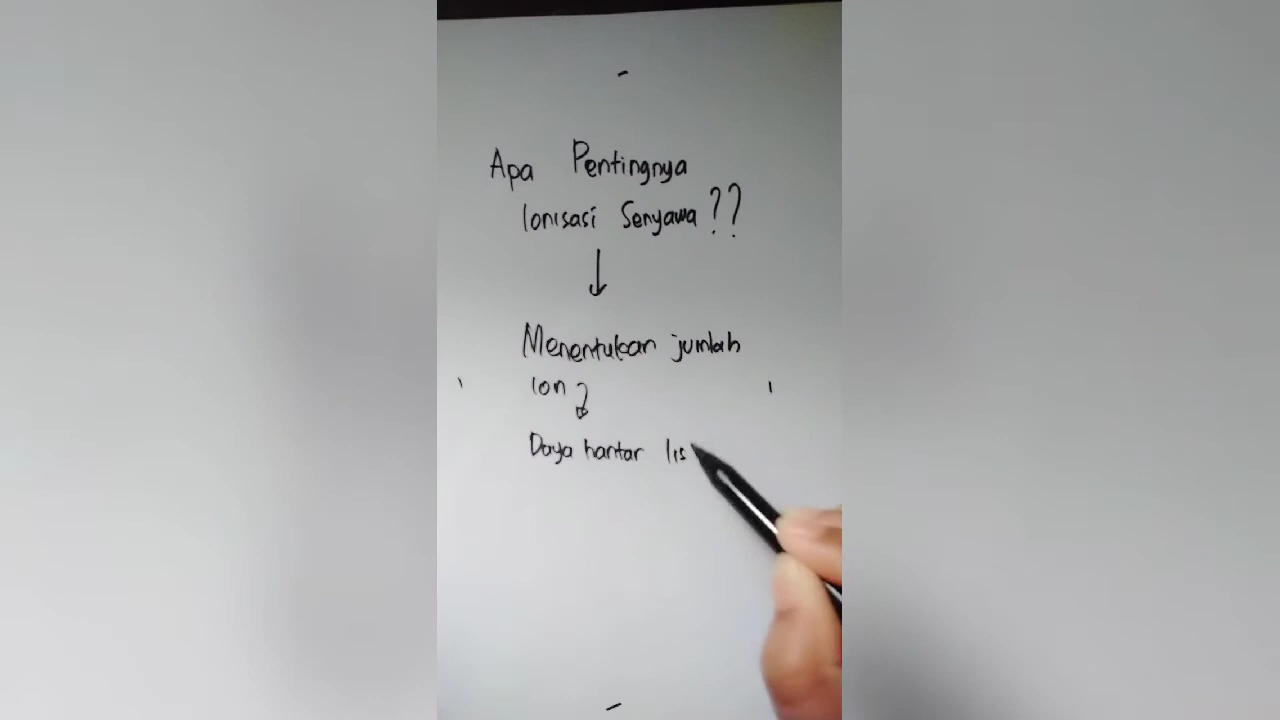 Apa Pentingnya
Ionisasi Senyawa??
Menentukan jumlah
Ion
Daya hantar lis